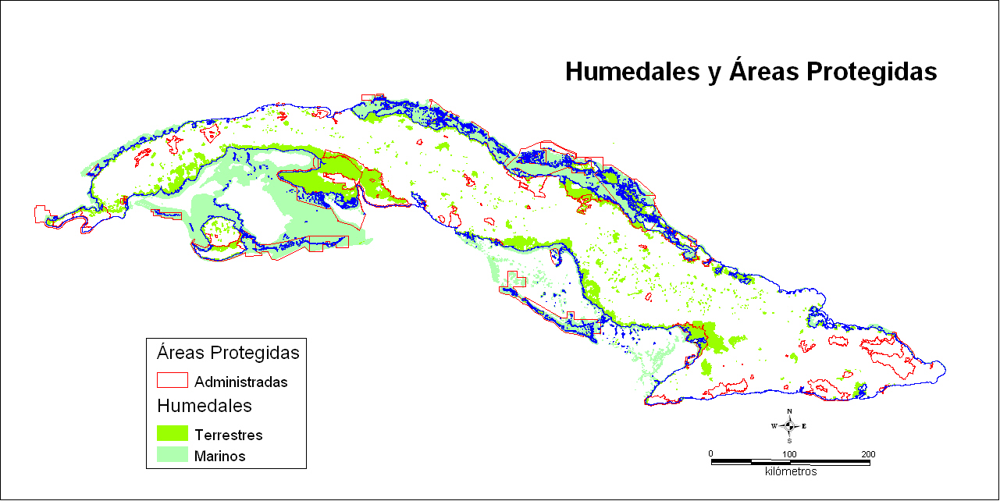 Humedales y Áreas Protegidas
Áreas Protegidas
Administradas
Humedales
Terrestres
Marinos
N
W E
S
0 100 200
kilómetros